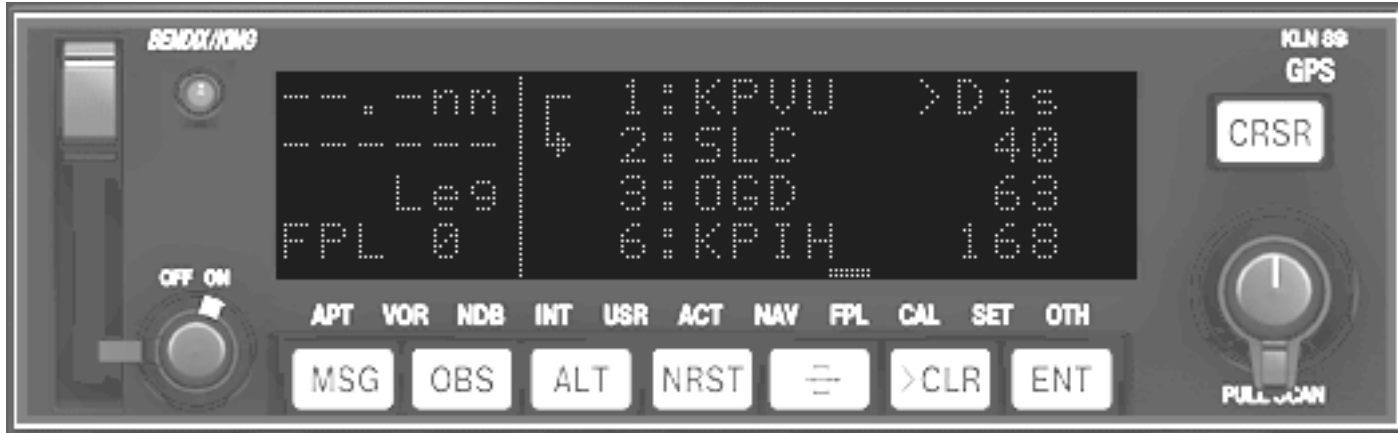 BENDIX/KING
KLN 89
GPS
--.-nm 1:KPVU >Dis
------ 2:SLC 40
Leg 3:OGD 63
FPL 0 6:KPIH 168
CRSR
OFF ON
APT VOR NDB INT USR ACT NAV FPL CAL SET OTH
MSG OBS ALT NRST >CLR ENT
PULL SCAN